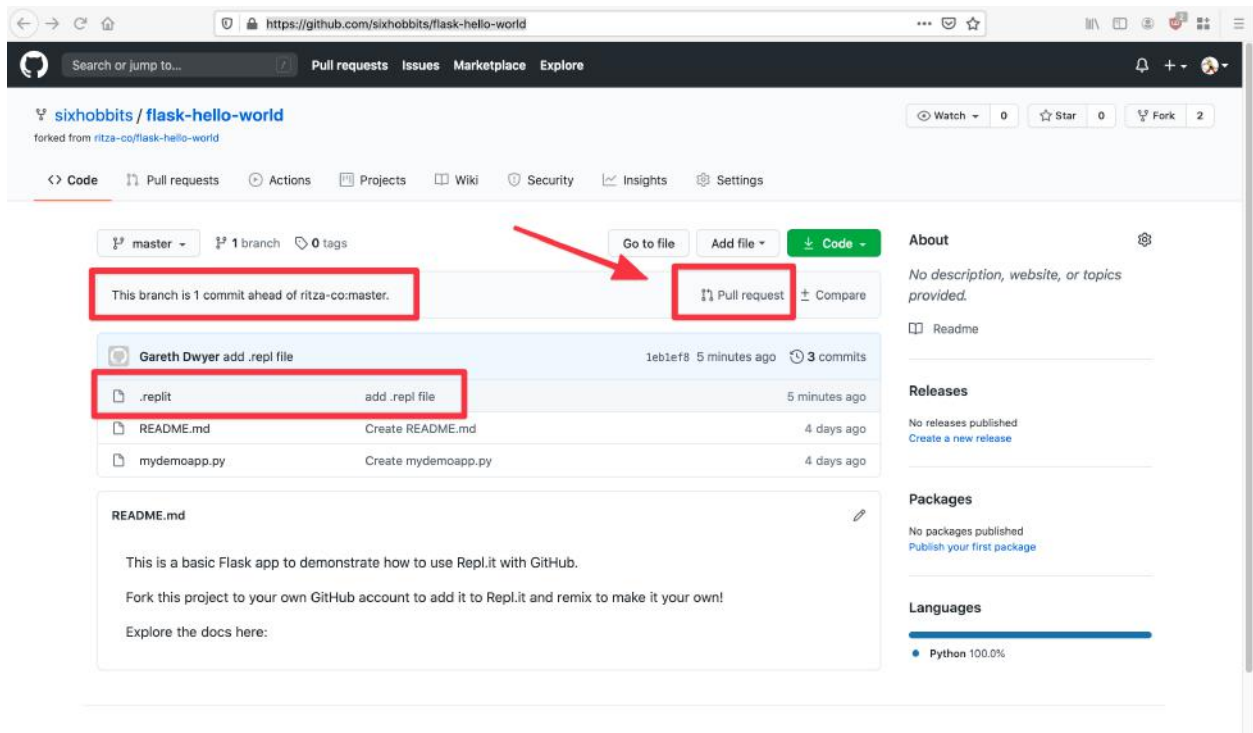 https://github.com/sixhobbits/flask-hello-world
Search or jump to... /
Pull requests Issues Marketplace Explore
sixhobbits / flask-hello-world
forked from ritza-co/flask-hello-world
Watch 0 Star 0 Fork 2
Code Pull requests Actions Projects Wiki Security Insights Settings
master 1 branch 0 tags
Go to file Add file Code
This branch is 1 commit ahead of ritza-co:master.
Pull request Compare
Gareth Dwyer add .repl file 1eb1ef8 5 minutes ago 3 commits
.replit add .repl file 5 minutes ago
README.md Create README.md 4 days ago
mydemoapp.py Create mydemoapp.py 4 days ago
README.md
This is a basic Flask app to demonstrate how to use Repl.it with GitHub.
Fork this project to your own GitHub account to add it to Repl.it and remix to make it your own!
Explore the docs here:
About
No description, website, or topics
provided.
Readme
Releases
No releases published
Create a new release
Packages
No packages published
Publish your first package
Languages
Python 100.0%